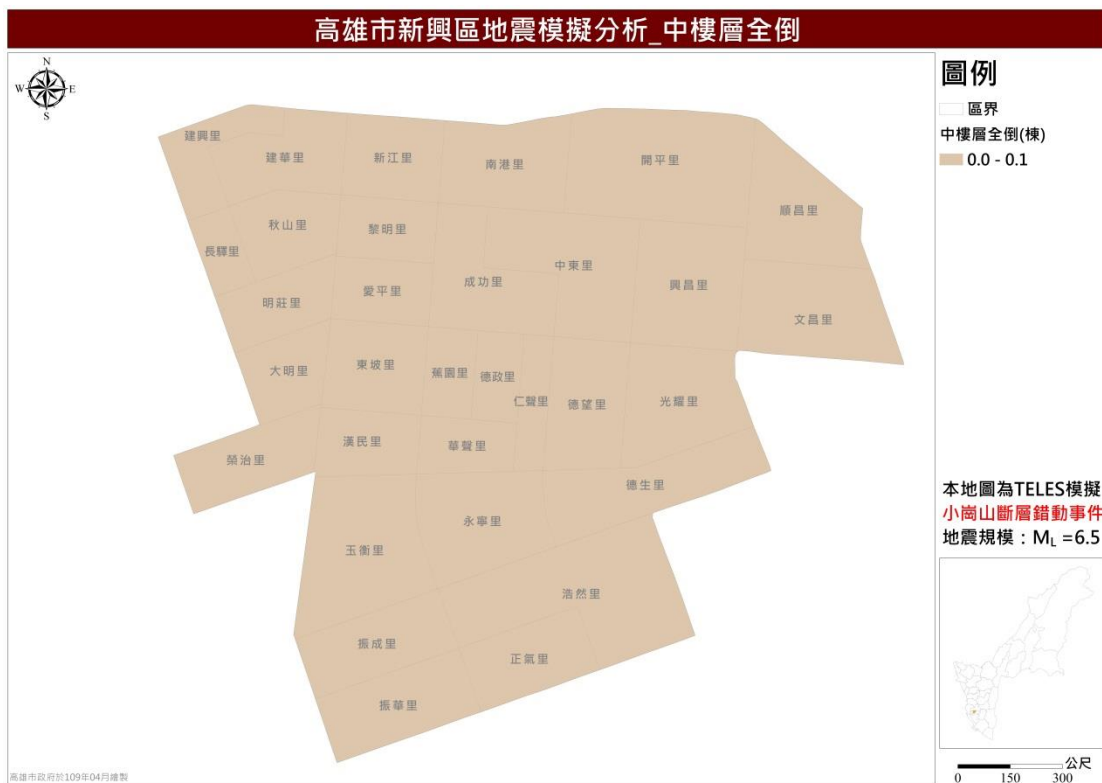 高雄市新興區地震模擬分析_中樓層全倒
N
W
E
S
圖例
區界
中樓層全倒(棟)
0.0 - 0.1
建興里
建華里
新江里
南港里
開平里
順昌里
秋山里
黎明里
長驛里
中東里
成功里
興昌里
明莊里
愛平里
文昌里
大明里
東坡里
蕉園里
德政里
仁聲里
德望里
光耀里
漢民里
華聲里
榮治里
德生里
永寧里
玉衡里
浩然里
振成里
正氣里
振華里
本地圖為TELES模擬
小崗山斷層錯動事件
地震規模：ML =6.5
公尺
0 150 300
高雄市政府於109年04月繪製